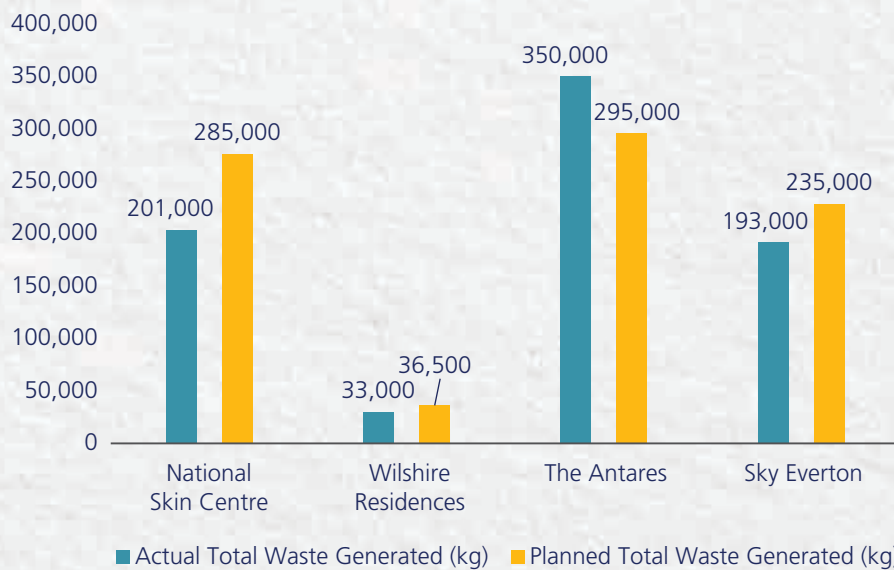 400,000
350,000
300,000
250,000
200,000
150,000
100,000
50,000
0
201,000
285,000
33,000
36,500
350,000
295,000
193,000
235,000
National
Skin Centre
Wilshire
Residences
The Antares
Sky Everton
Actual Total Waste Generated (kg)
Planned Total Waste Generated (kg